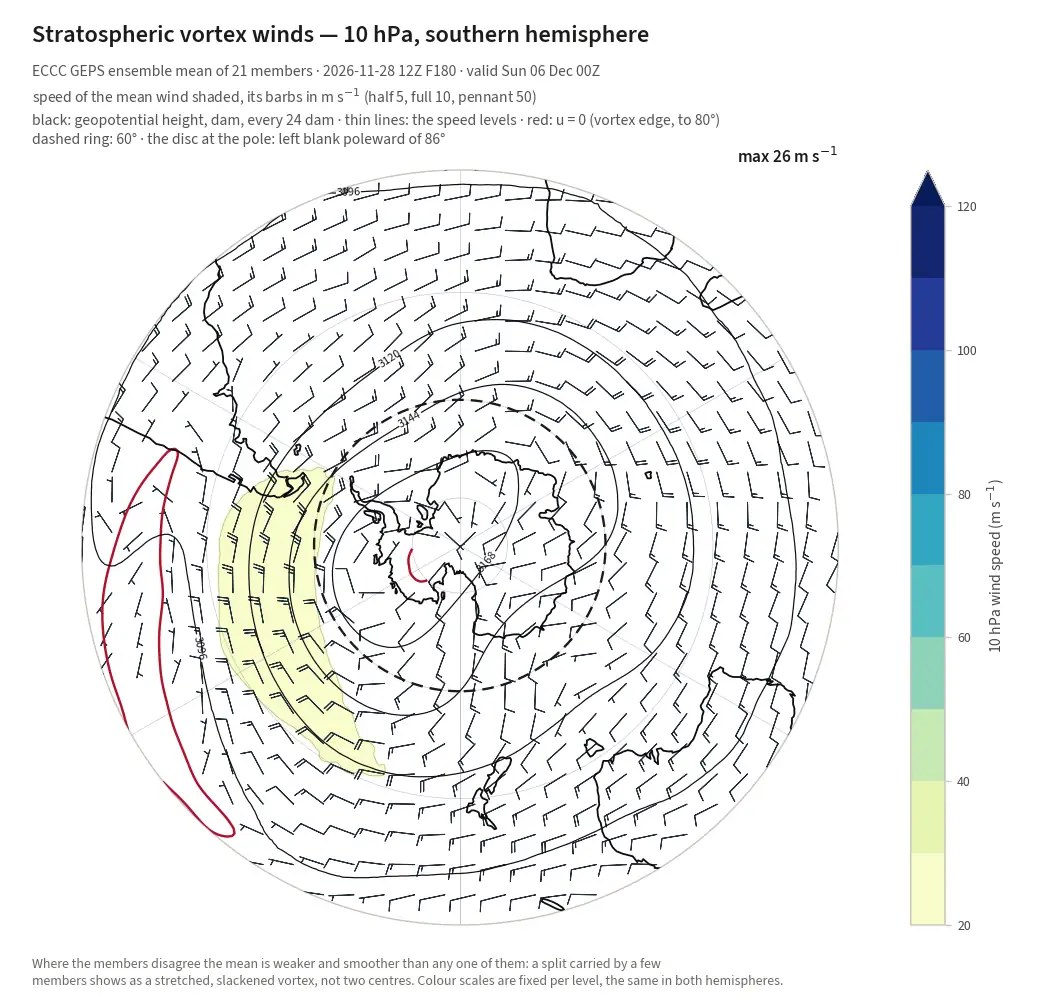 Stratospheric vortex winds — 10 hPa, southern hemisphere
ECCC GEPS ensemble mean of 21 members · 2026-11-28 12Z F180 · valid Sun 06 Dec 00Z
speed of the mean wind shaded, its barbs in m s⁻¹ (half 5, full 10, pennant 50)
black: geopotential height, dam, every 24 dam · thin lines: the speed levels · red: u = 0 (vortex edge, to 80°)
dashed ring: 60° · the disc at the pole: left blank poleward of 86°
max 26 m s⁻¹
3096
3120
3144
3168
3096
120
100
80
60
40
20
10 hPa wind speed (m s⁻¹)
Where the members disagree the mean is weaker and smoother than any one of them: a split carried by a few
members shows as a stretched, slackened vortex, not two centres. Colour scales are fixed per level, the same in both hemispheres.